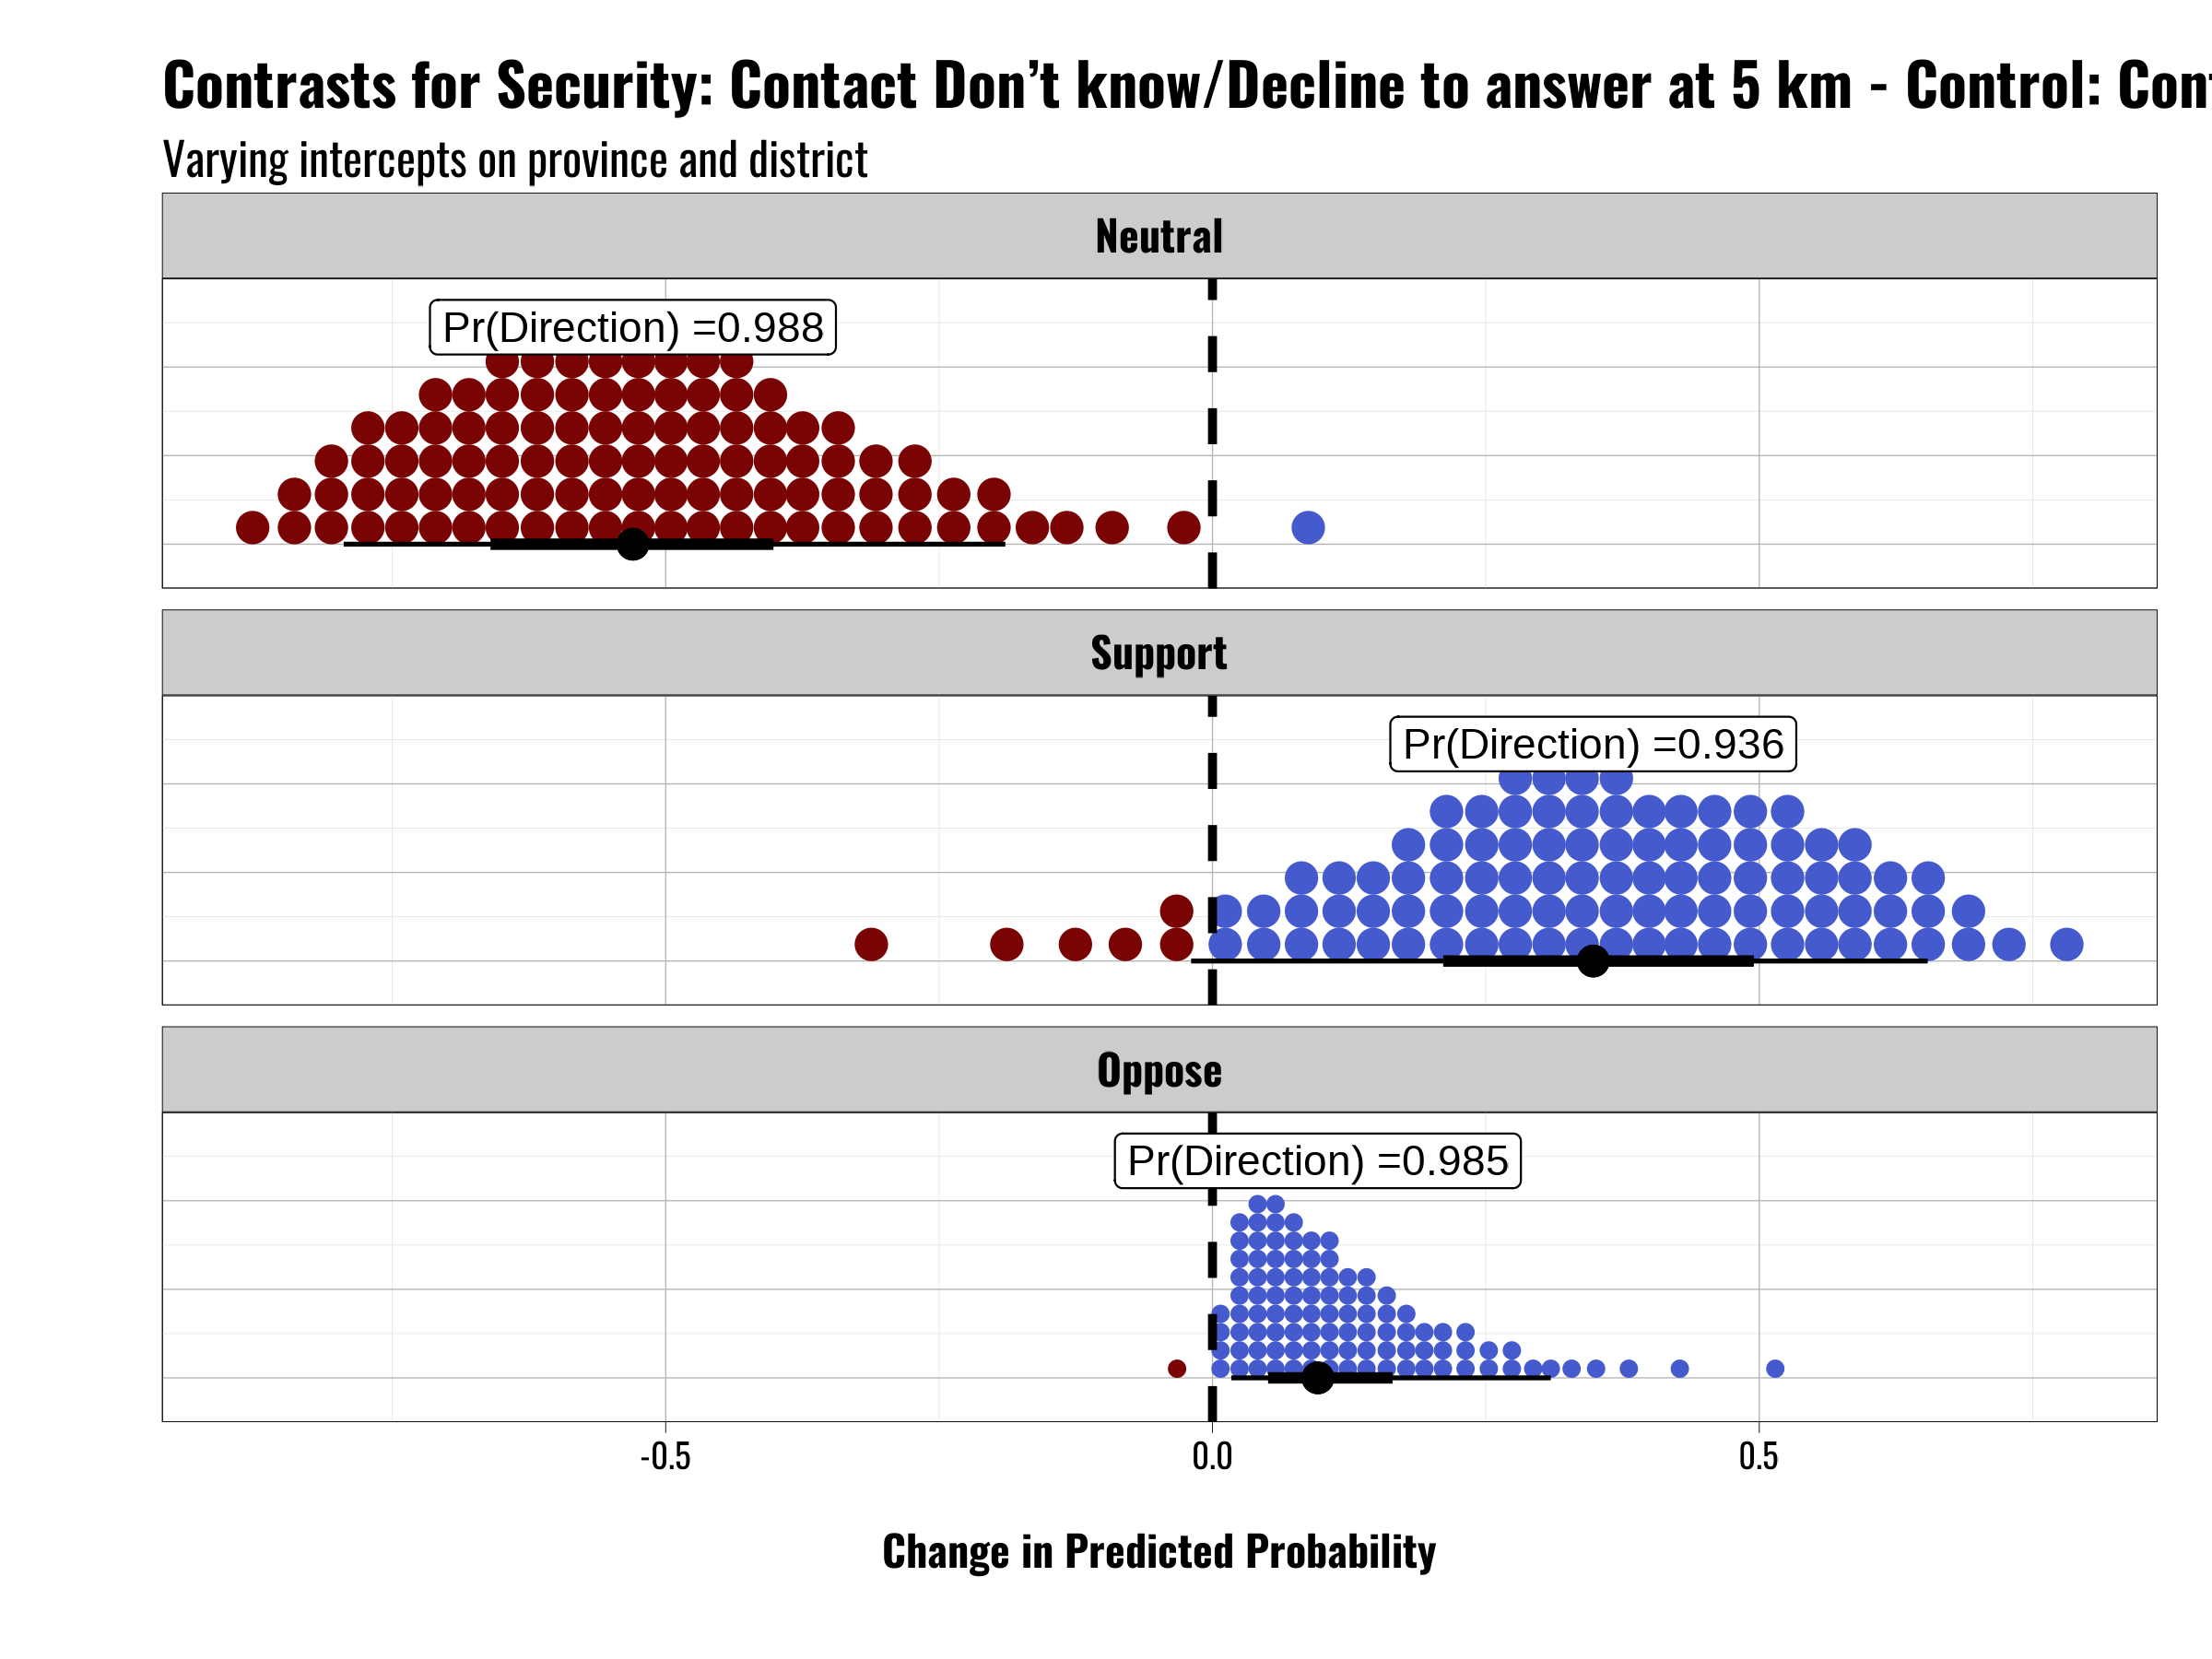 Contrasts for Security: Contact Don’t know/Decline to answer at 5 km - Control:
Varying intercepts on province and district
Neutral
Pr(Direction) =0.988
Support
Pr(Direction) =0.936
Oppose
Pr(Direction) =0.985
-0.5 0.0 0.5
Change in Predicted Probability